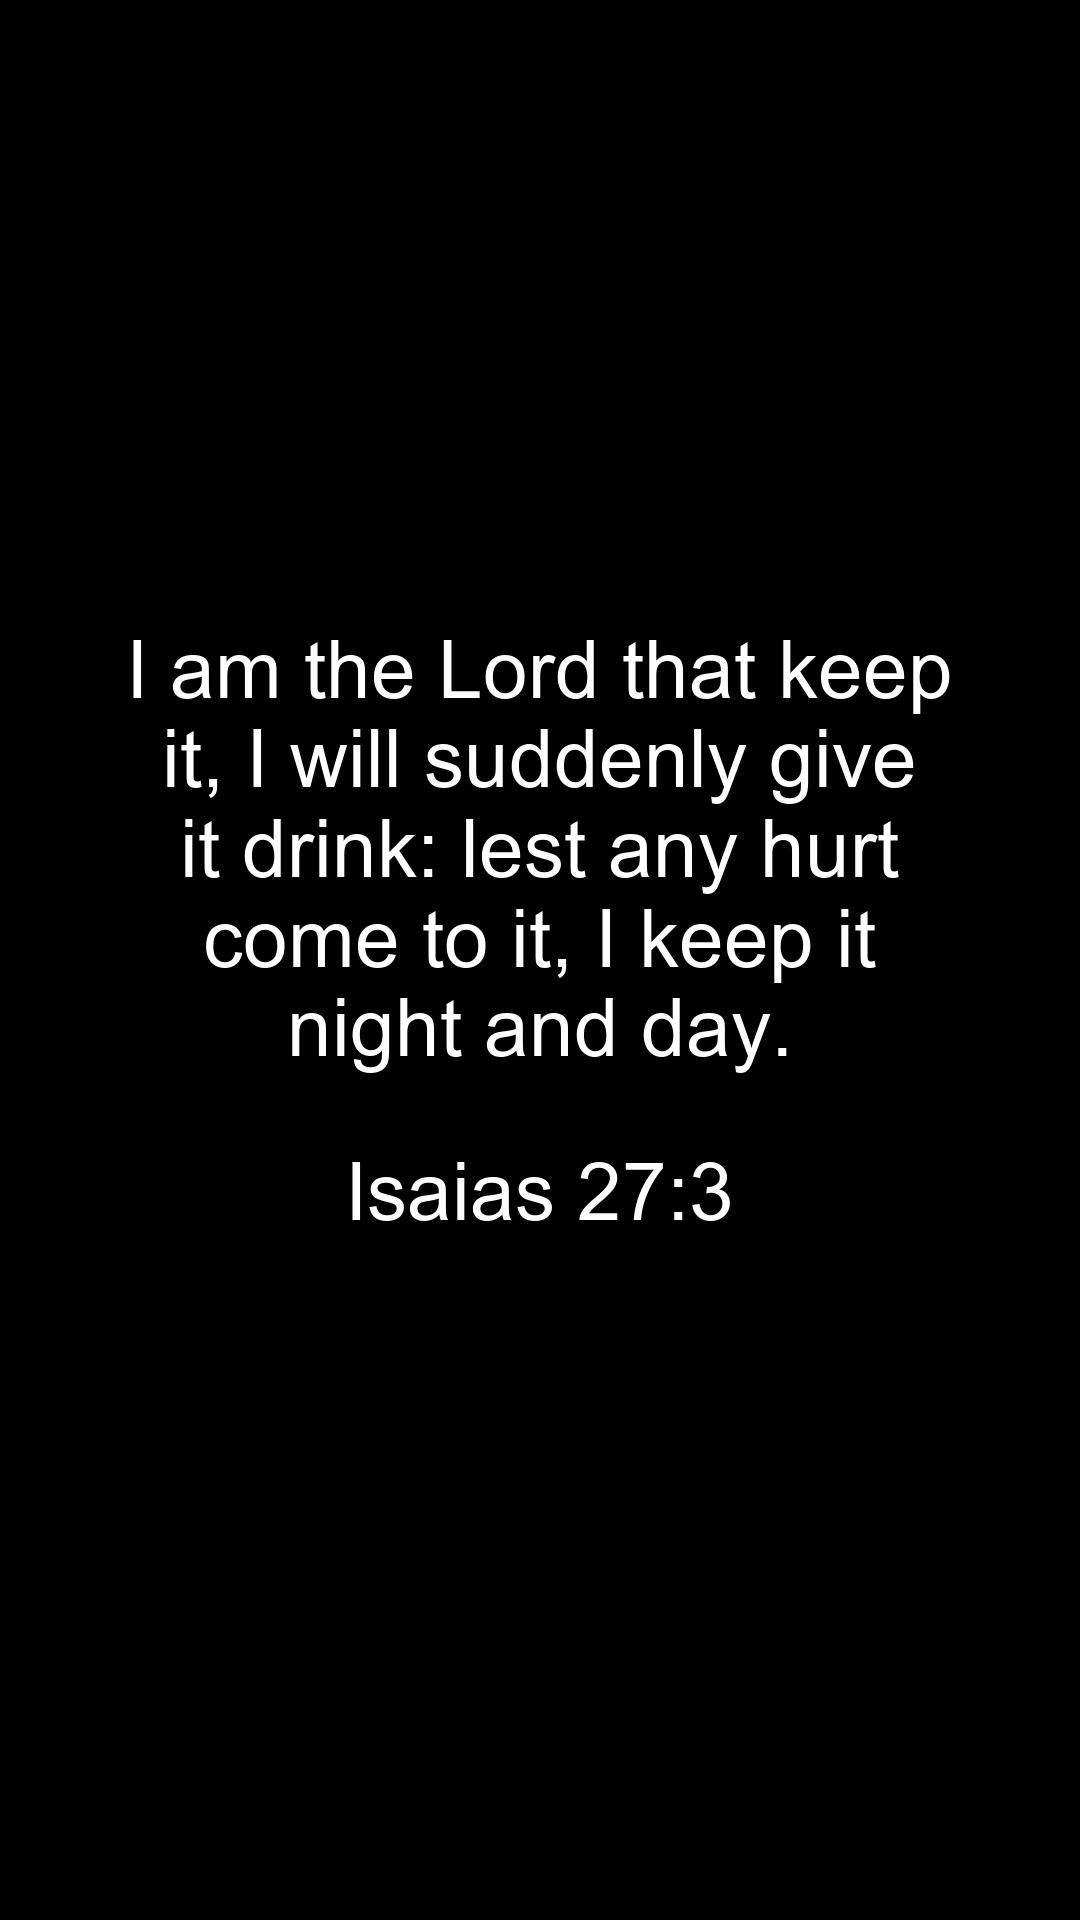 I am the Lord that keep
it, I will suddenly give
it drink: lest any hurt
come to it, I keep it
night and day.
Isaias 27:3